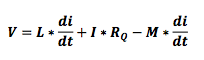 V = L * di/dt + I * R_Q − M * di/dt